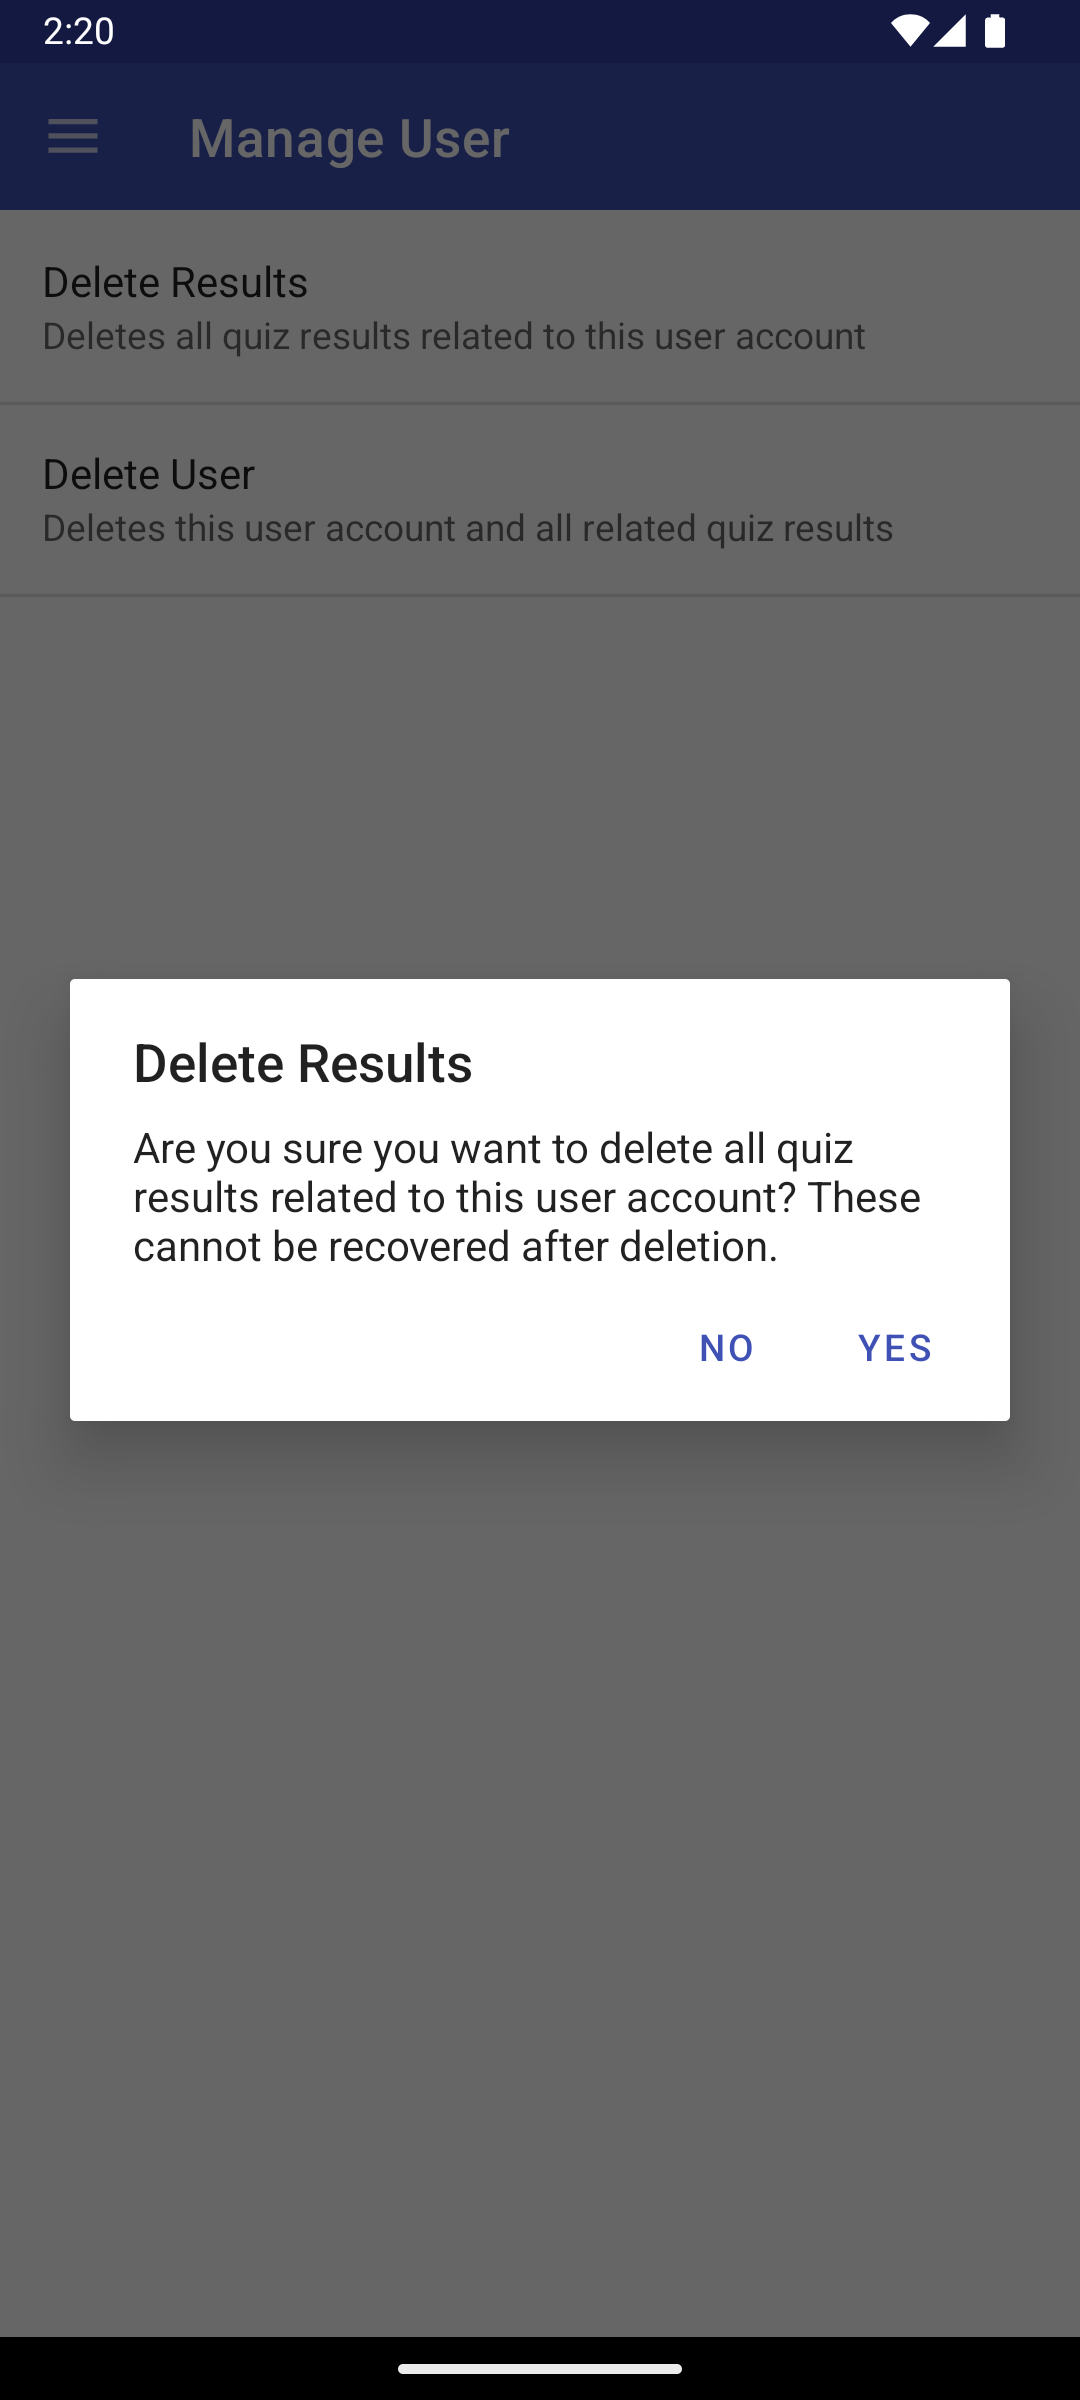 2:20
Manage User
Delete Results
Deletes all quiz results related to this user account
Delete User
Deletes this user account and all related quiz results
Delete Results
Are you sure you want to delete all quiz
results related to this user account? These
cannot be recovered after deletion.
NO YES